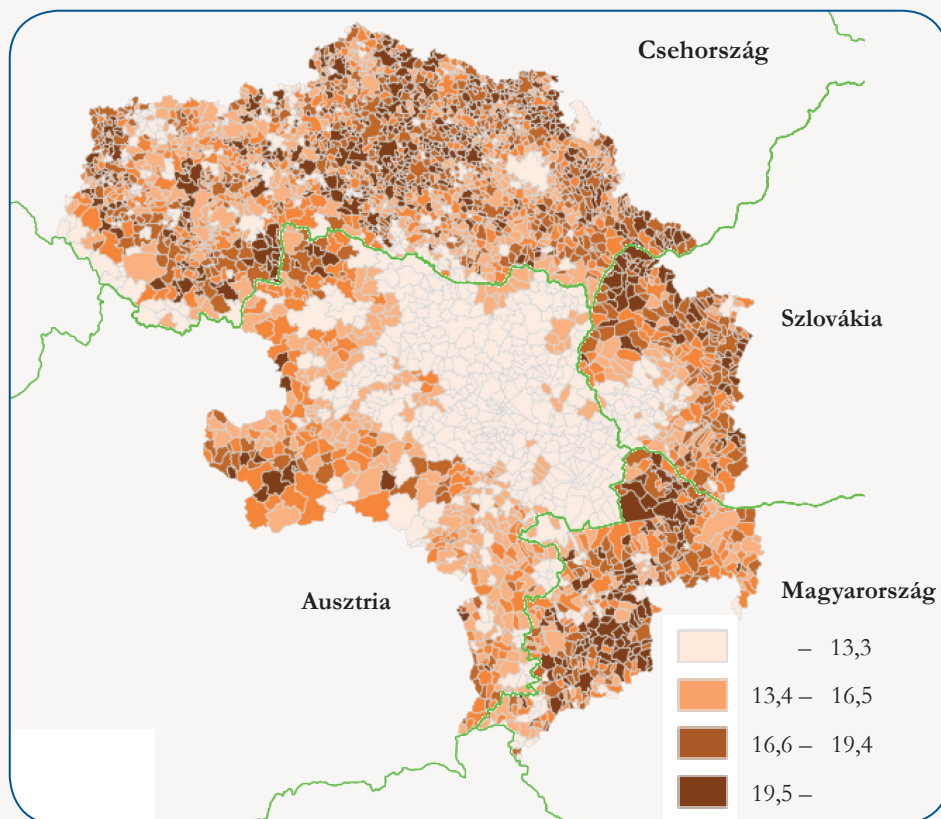 Csehország
Szlovákia
Ausztria
Magyarország
– 13,3
13,4 – 16,5
16,6 – 19,4
19,5 –